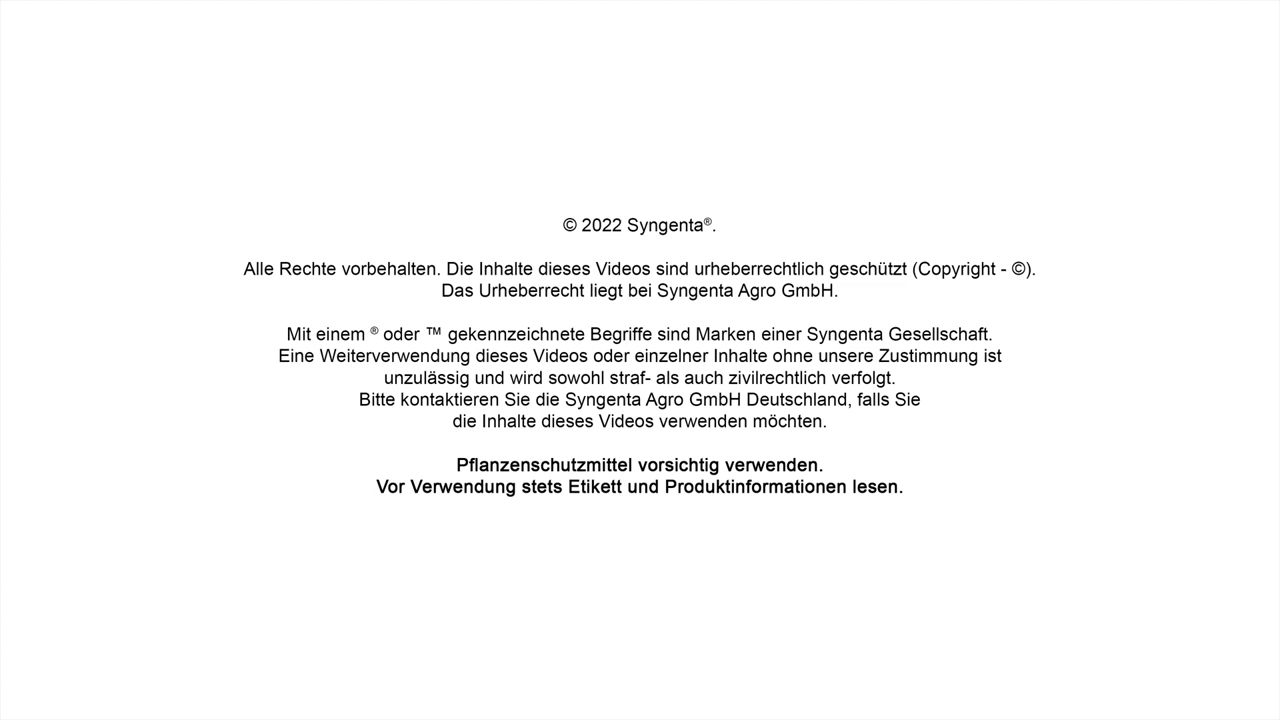 © 2022 Syngenta®.
Alle Rechte vorbehalten. Die Inhalte dieses Videos sind urheberrechtlich geschützt (Copyright - ©).
Das Urheberrecht liegt bei Syngenta Agro GmbH.
Mit einem ® oder ™ gekennzeichnete Begriffe sind Marken einer Syngenta Gesellschaft.
Eine Weiterverwendung dieses Videos oder einzelner Inhalte ohne unsere Zustimmung ist
unzulässig und wird sowohl straf- als auch zivilrechtlich verfolgt.
Bitte kontaktieren Sie die Syngenta Agro GmbH Deutschland, falls Sie
die Inhalte dieses Videos verwenden möchten.
Pflanzenschutzmittel vorsichtig verwenden.
Vor Verwendung stets Etikett und Produktinformationen lesen.